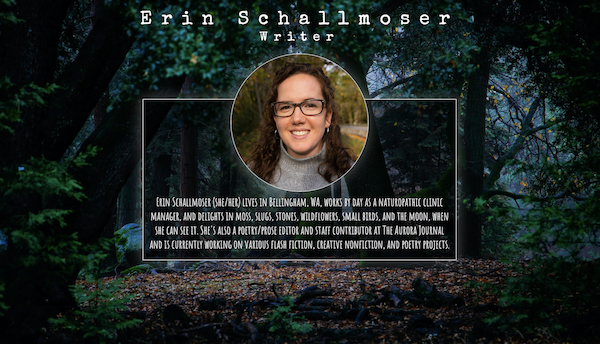 Erin Schallmoser
Writer
Erin Schallmoser (she/her) lives in Bellingham, WA, works by day as a naturopathic clinic
manager, and delights in moss, slugs, stones, wildflowers, small birds, and the moon, when
she can see it. She's also a poetry/prose editor and staff contributor at The Aurora Journal
and is currently working on various flash fiction, creative nonfiction, and poetry projects.